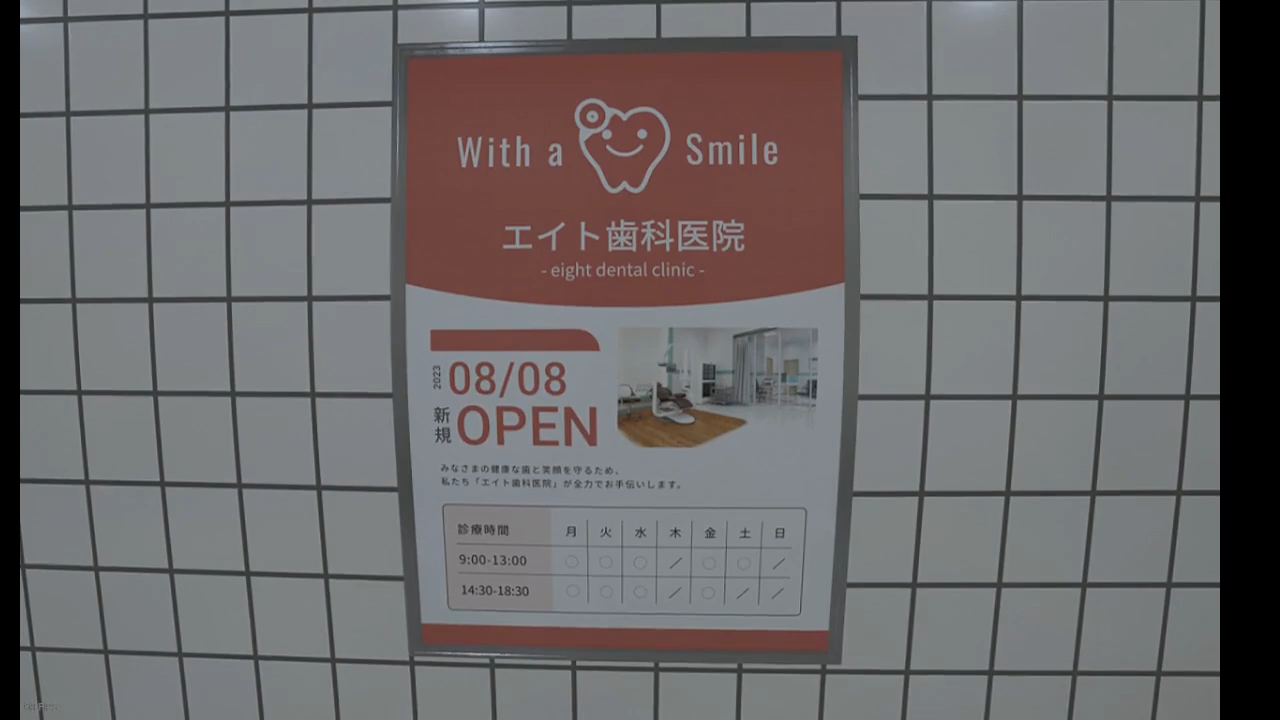 With a Smile
エイト歯科医院
- eight dental clinic -
2023 08/08
新規 OPEN
みなさまの健康な歯と笑顔を守るため、
私たち「エイト歯科医院」が全力でお手伝いします。
診療時間 月 火 水 木 金 土 日
9:00-13:00 ○ ○ ○ / ○ ○ /
14:30-18:30 ○ ○ ○ / ○ / /